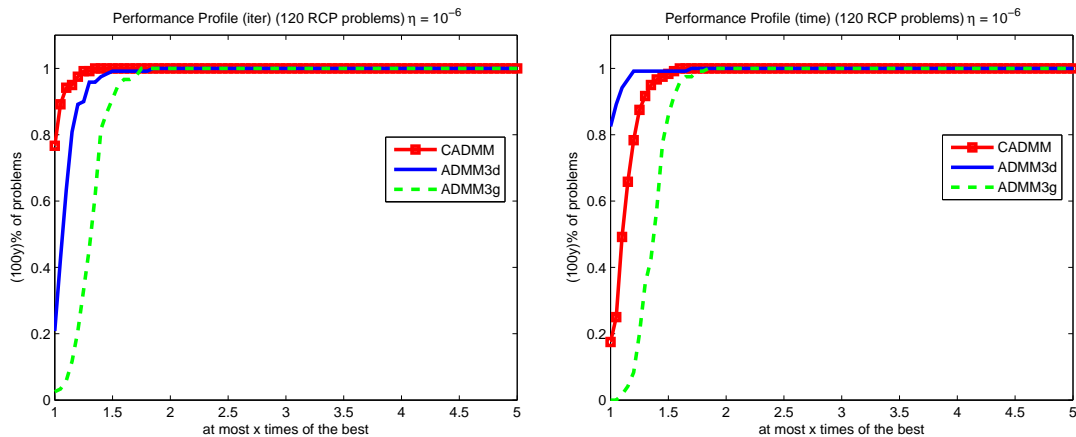 Performance Profile (iter) (120 RCP problems) η = 10⁻⁶
(100y)% of problems
1
0.8
0.6
0.4
0.2
0
1 1.5 2 2.5 3 3.5 4 4.5 5
at most x times of the best
CADMM
ADMM3d
ADMM3g
Performance Profile (time) (120 RCP problems) η = 10⁻⁶
(100y)% of problems
1
0.8
0.6
0.4
0.2
0
1 1.5 2 2.5 3 3.5 4 4.5 5
at most x times of the best
CADMM
ADMM3d
ADMM3g